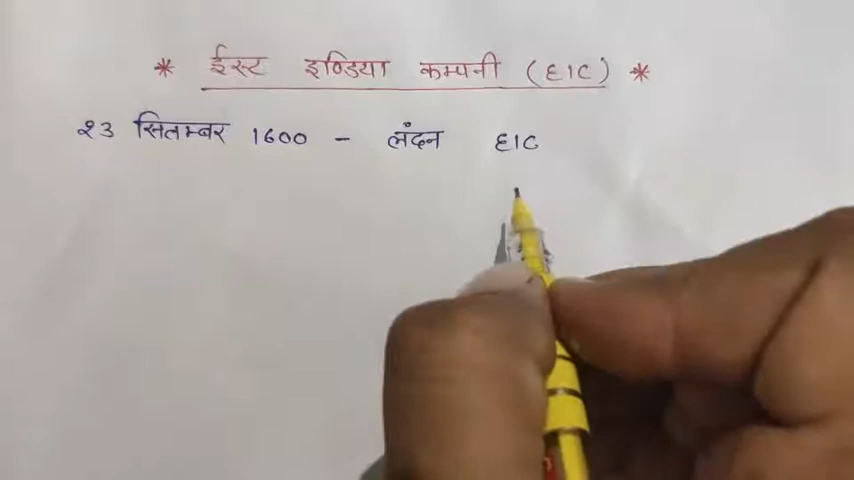 * ईस्ट इण्डिया कम्पनी (EIC) *
२3 सितम्बर 1600 - लंदन EIC